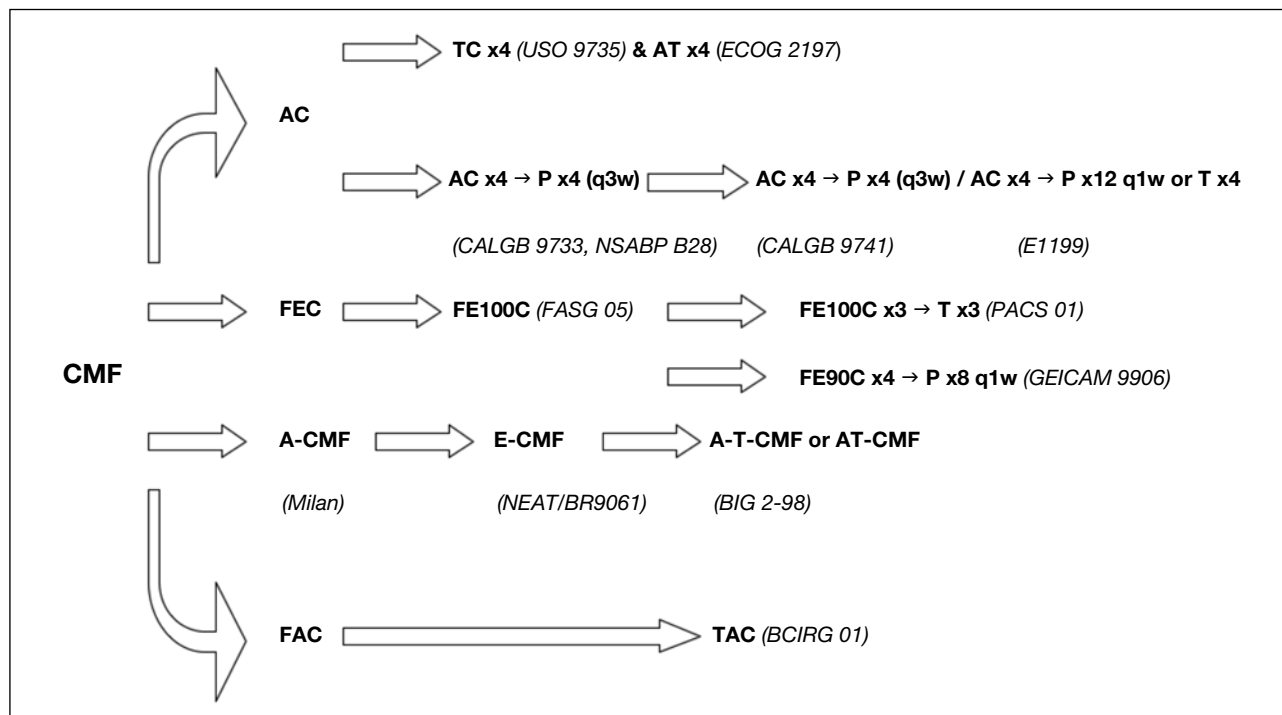 TC x4 (USO 9735) & AT x4 (ECOG 2197)
AC
AC x4 → P x4 (q3w)
AC x4 → P x4 (q3w) / AC x4 → P x12 q1w or T x4
(CALGB 9733, NSABP B28)
(CALGB 9741)
(E1199)
FEC
FE100C (FASG 05)
FE100C x3 → T x3 (PACS 01)
CMF
FE90C x4 → P x8 q1w (GEICAM 9906)
A-CMF
E-CMF
A-T-CMF or AT-CMF
(Milan)
(NEAT/BR9061)
(BIG 2-98)
FAC
TAC (BCIRG 01)